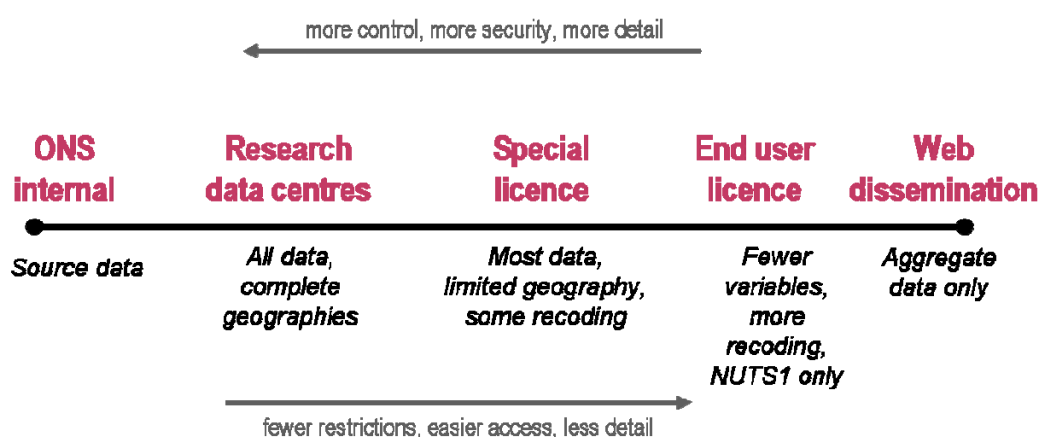 more control, more security, more detail
ONS
internal
Research
data centres
Special
licence
End user
licence
Web
dissemination
Source data
All data,
complete
geographies
Most data,
limited geography,
some recoding
Fewer
variables,
more
recoding,
NUTS1 only
Aggregate
data only
fewer restrictions, easier access, less detail